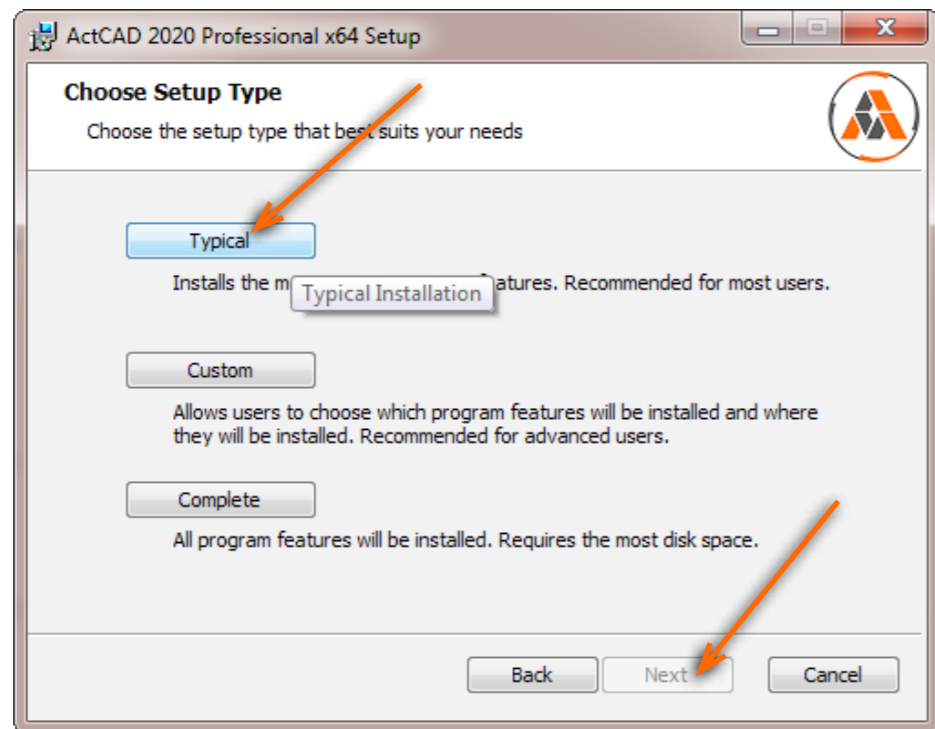 ActCAD 2020 Professional x64 Setup
Choose Setup Type
Choose the setup type that best suits your needs
Typical
Installs the m atures. Recommended for most users.
Typical Installation
Custom
Allows users to choose which program features will be installed and where
they will be installed. Recommended for advanced users.
Complete
All program features will be installed. Requires the most disk space.
Back Next Cancel